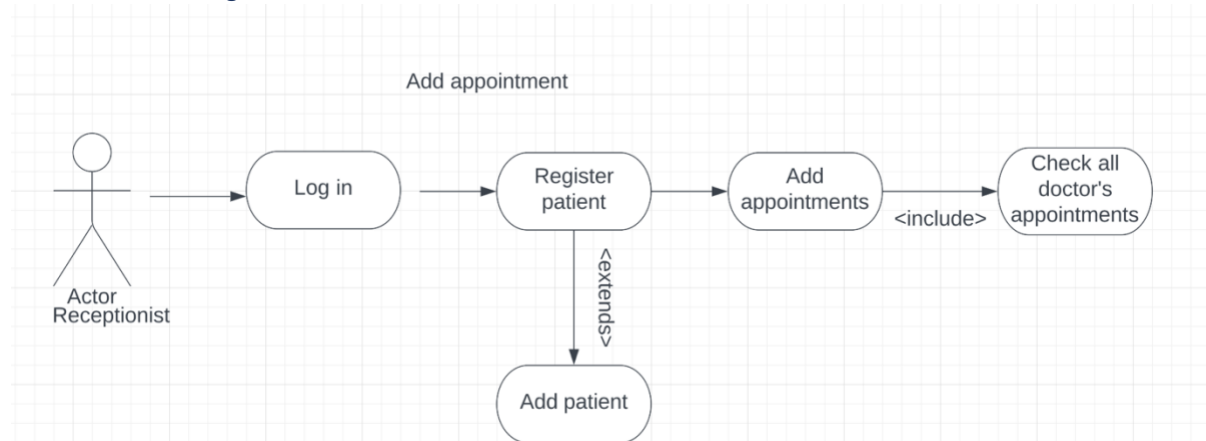 Add appointment
Log in
Register
patient
Add
appointments
Check all
doctor's
appointments
<include>
<extends>
Actor
Receptionist
Add patient